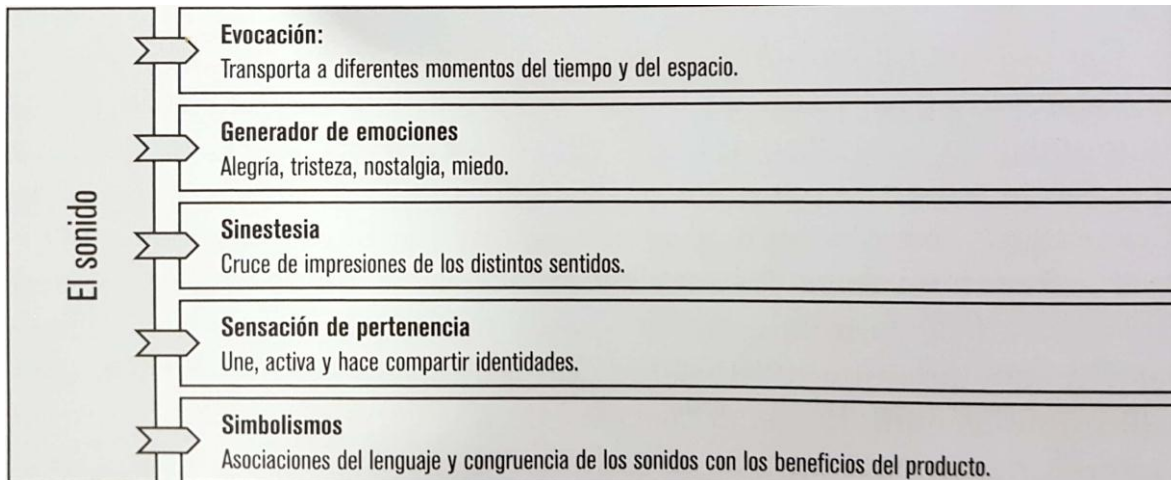 El sonido
Evocación:
Transporta a diferentes momentos del tiempo y del espacio.
Generador de emociones
Alegría, tristeza, nostalgia, miedo.
Sinestesia
Cruce de impresiones de los distintos sentidos.
Sensación de pertenencia
Une, activa y hace compartir identidades.
Simbolismos
Asociaciones del lenguaje y congruencia de los sonidos con los beneficios del producto.